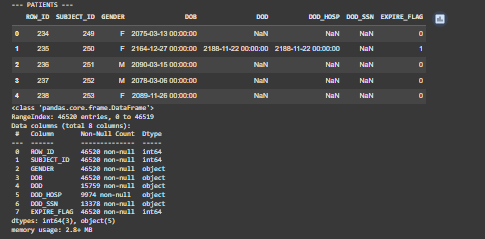 --- PATIENTS ---
ROW_ID SUBJECT_ID GENDER DOB DOD DOD_HOSP DOD_SSN EXPIRE_FLAG
0 234 249 F 2075-03-13 00:00:00 NaN NaN NaN 0
1 235 250 F 2164-12-27 00:00:00 2188-11-22 00:00:00 2188-11-22 00:00:00 NaN 1
2 236 251 M 2090-03-15 00:00:00 NaN NaN NaN 0
3 237 252 M 2078-03-06 00:00:00 NaN NaN NaN 0
4 238 253 F 2089-11-26 00:00:00 NaN NaN NaN 0
<class 'pandas.core.frame.DataFrame'>
RangeIndex: 46520 entries, 0 to 46519
Data columns (total 8 columns):
# Column Non-Null Count Dtype
--- ------ -------------- -----
0 ROW_ID 46520 non-null int64
1 SUBJECT_ID 46520 non-null int64
2 GENDER 46520 non-null object
3 DOB 46520 non-null object
4 DOD 15759 non-null object
5 DOD_HOSP 9974 non-null object
6 DOD_SSN 13378 non-null object
7 EXPIRE_FLAG 46520 non-null int64
dtypes: int64(3), object(5)
memory usage: 2.8+ MB